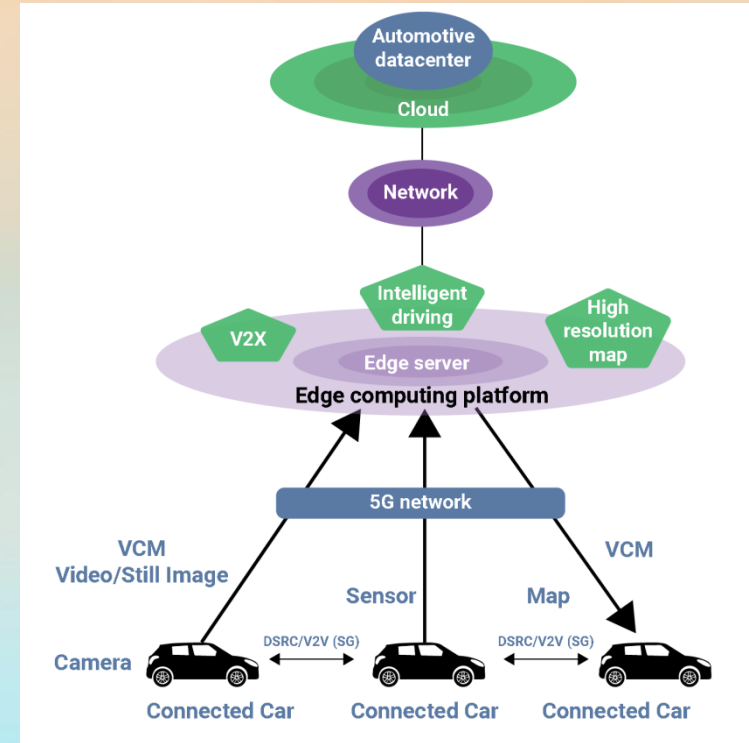 Automotive
datacenter
Cloud
Network
Intelligent
driving
V2X
High
resolution
map
Edge server
Edge computing platform
5G network
VCM
Video/Still Image
VCM
Sensor
Map
DSRC/V2V (SG)
DSRC/V2V (SG)
Camera
Connected Car
Connected Car
Connected Car